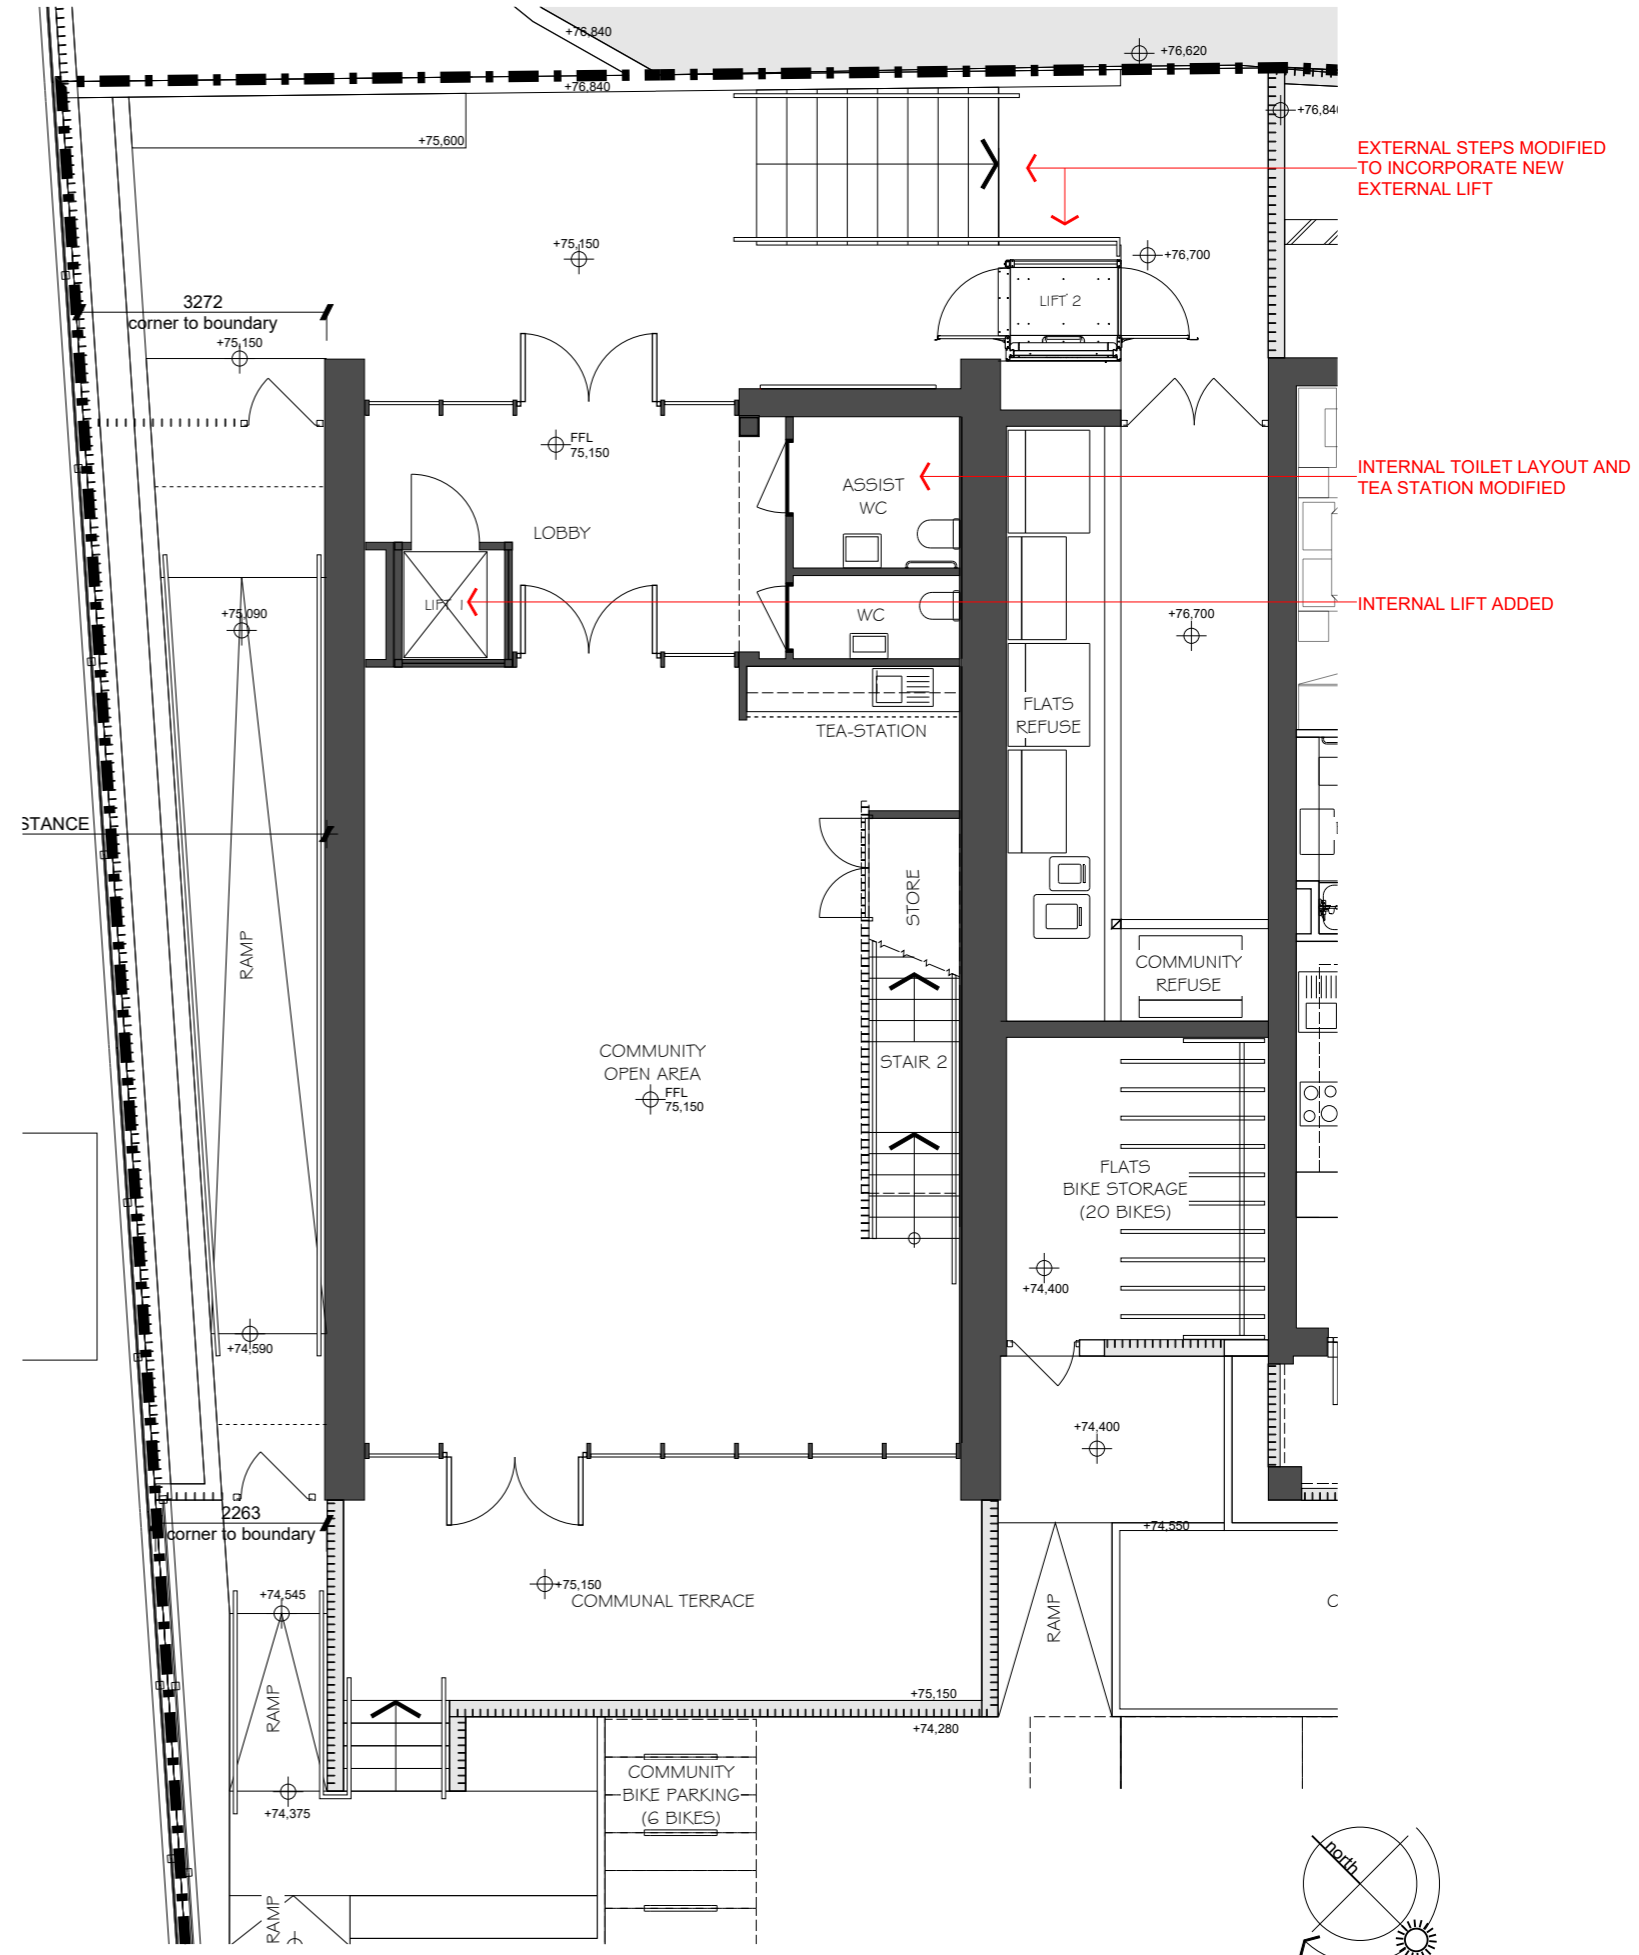 +76,840
+76,620
+76,840
+75,600
EXTERNAL STEPS MODIFIED
TO INCORPORATE NEW
EXTERNAL LIFT
+75,150
+76,700
3272
corner to boundary
+75,150
LIFT 2
FFL
75,150
INTERNAL TOILET LAYOUT AND
TEA STATION MODIFIED
ASSIST
WC
LOBBY
LIFT 1
INTERNAL LIFT ADDED
WC
+75,090
+76,700
FLATS
REFUSE
TEA-STATION
STANCE
STORE
RAMP
COMMUNITY
REFUSE
COMMUNITY
OPEN AREA
FFL
75,150
STAIR 2
FLATS
BIKE STORAGE
(20 BIKES)
+74,400
+74,590
+74,400
2263
corner to boundary
+74,550
+75,150
COMMUNAL TERRACE
+74,545
RAMP
RAMP
+75,150
+74,280
COMMUNITY
BIKE PARKING
(6 BIKES)
+74,375
RAMP
north